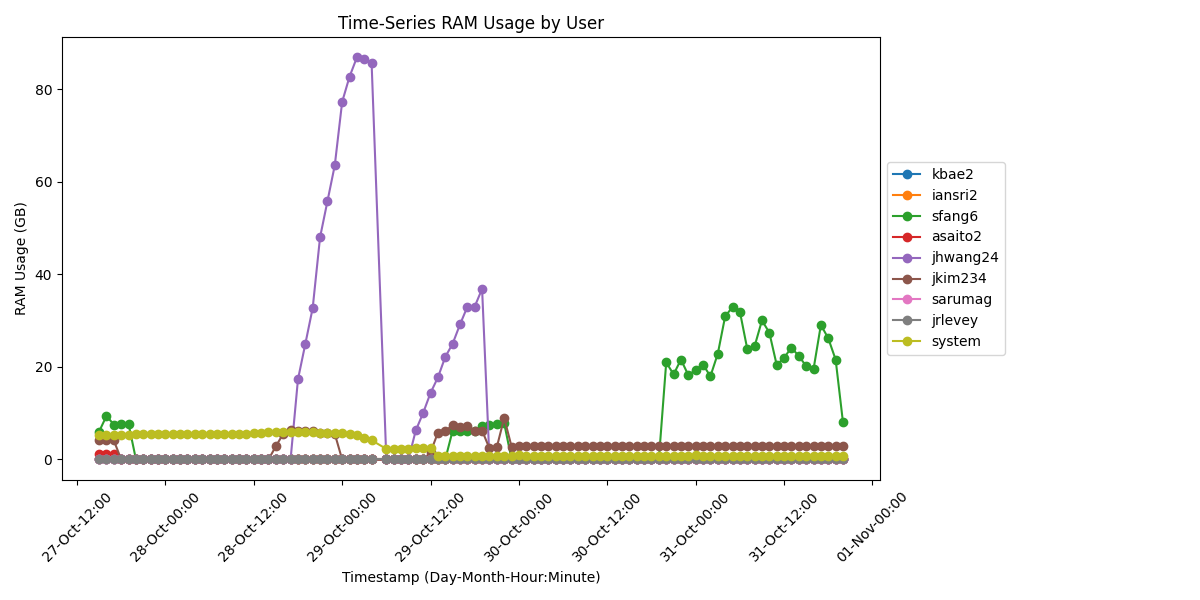 Time-Series RAM Usage by User
RAM Usage (GB)
80
60
40
20
0
27-Oct-12:00
28-Oct-00:00
28-Oct-12:00
29-Oct-00:00
29-Oct-12:00
30-Oct-00:00
30-Oct-12:00
31-Oct-00:00
31-Oct-12:00
01-Nov-00:00
Timestamp (Day-Month-Hour:Minute)
kbae2
iansri2
sfang6
asaito2
jhwang24
jkim234
sarumag
jrlevey
system